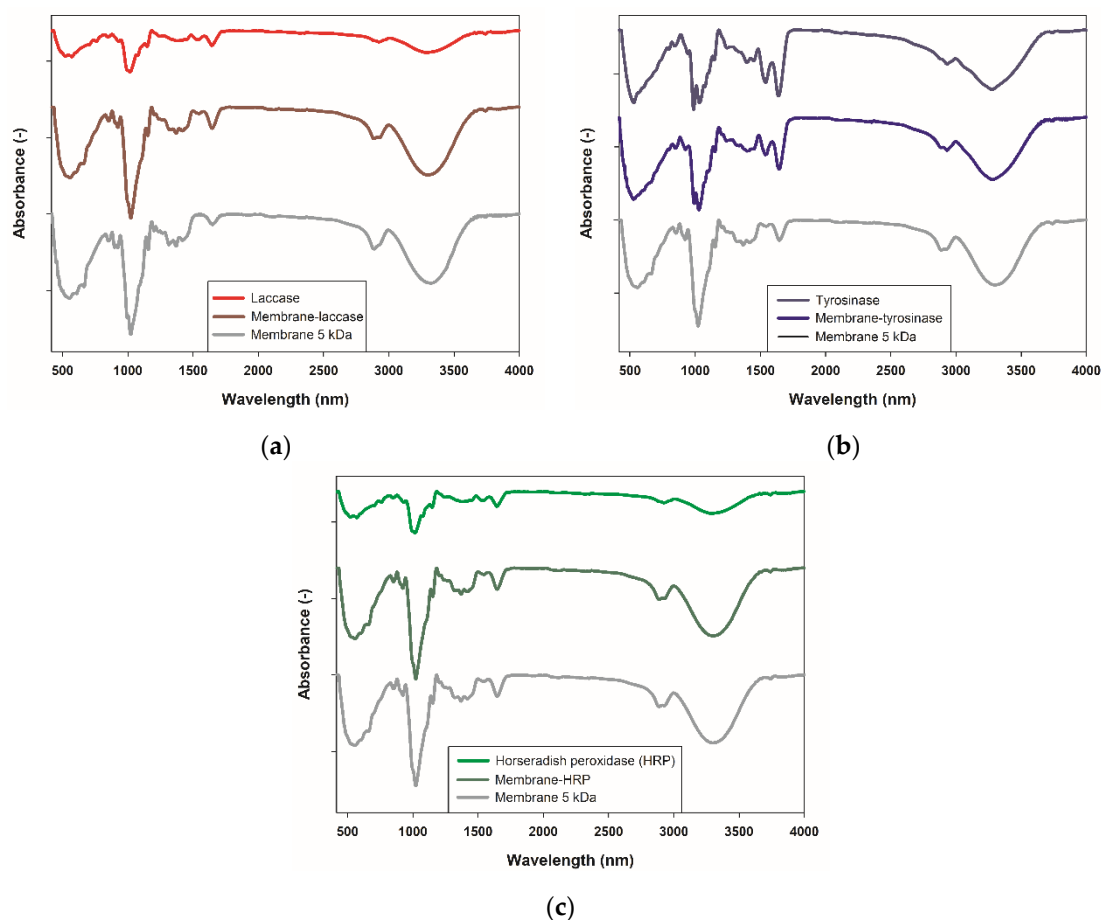 (a)
Absorbance (-)
Laccase
Membrane-laccase
Membrane 5 kDa
500 1000 1500 2000 2500 3000 3500 4000
Wavelength (nm)
(b)
Absorbance (-)
Tyrosinase
Membrane-tyrosinase
Membrane 5 kDa
500 1000 1500 2000 2500 3000 3500 4000
Wavelength (nm)
Absorbance (-)
Horseradish peroxidase (HRP)
Membrane-HRP
Membrane 5 kDa
500 1000 1500 2000 2500 3000 3500 4000
Wavelength (nm)
(c)